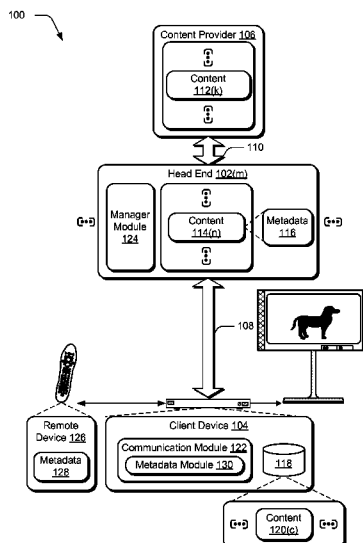 100
Content Provider 106
Content
112(k)
110
Head End 102(m)
Manager
Module
124
Content
114(n)
Metadata
116
108
Remote
Device 126
Metadata
128
Client Device 104
Communication Module 122
Metadata Module 130
118
Content
120(c)